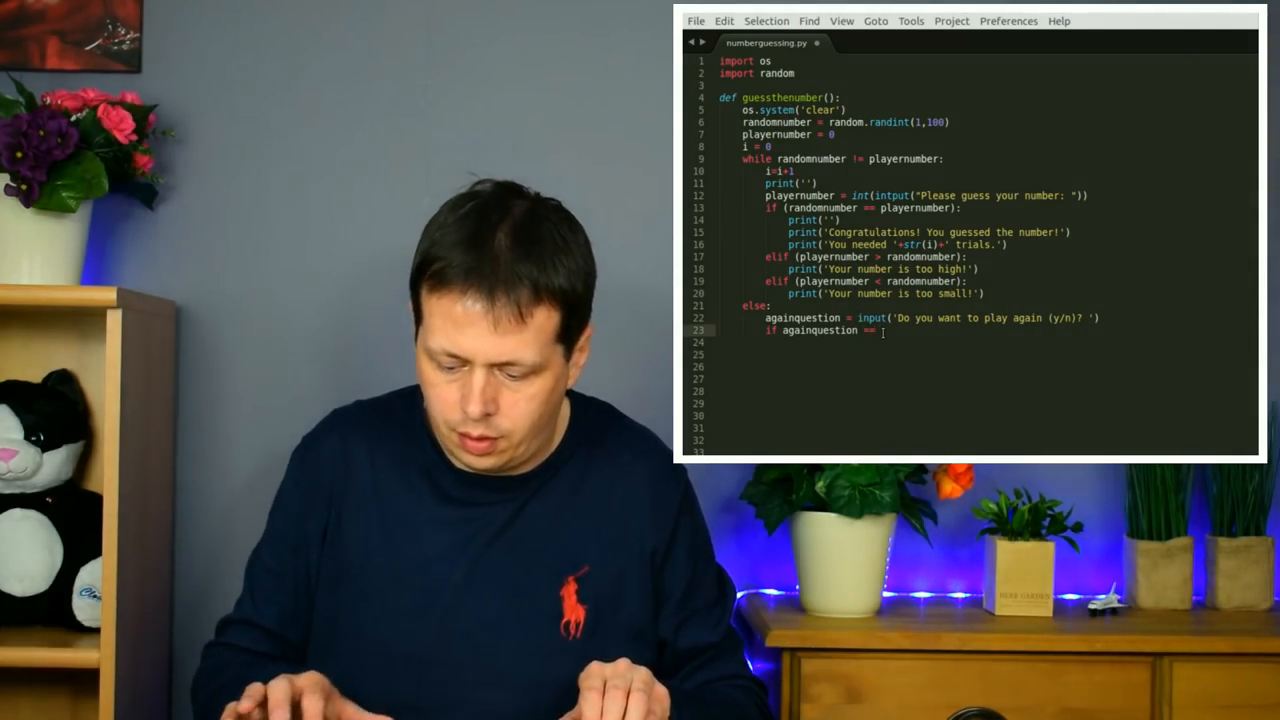 File Edit Selection Find View Goto Tools Project Preferences Help
numberguessing.py
1 import os
2 import random
3
4 def guessthenumber():
5 os.system('clear')
6 randomnumber = random.randint(1,100)
7 playernumber = 0
8 i = 0
9 while randomnumber != playernumber:
10 i=i+1
11 print('')
12 playernumber = int(intput("Please guess your number: "))
13 if (randomnumber == playernumber):
14 print('')
15 print('Congratulations! You guessed the number!')
16 print('You needed '+str(i)+' trials.')
17 elif (playernumber > randomnumber):
18 print('Your number is too high!')
19 elif (playernumber < randomnumber):
20 print('Your number is too small!')
21 else:
22 againquestion = input('Do you want to play again (y/n)? ')
23 if againquestion ==
24
25
26
27
28
29
30
31
32
33
HERB GARDEN